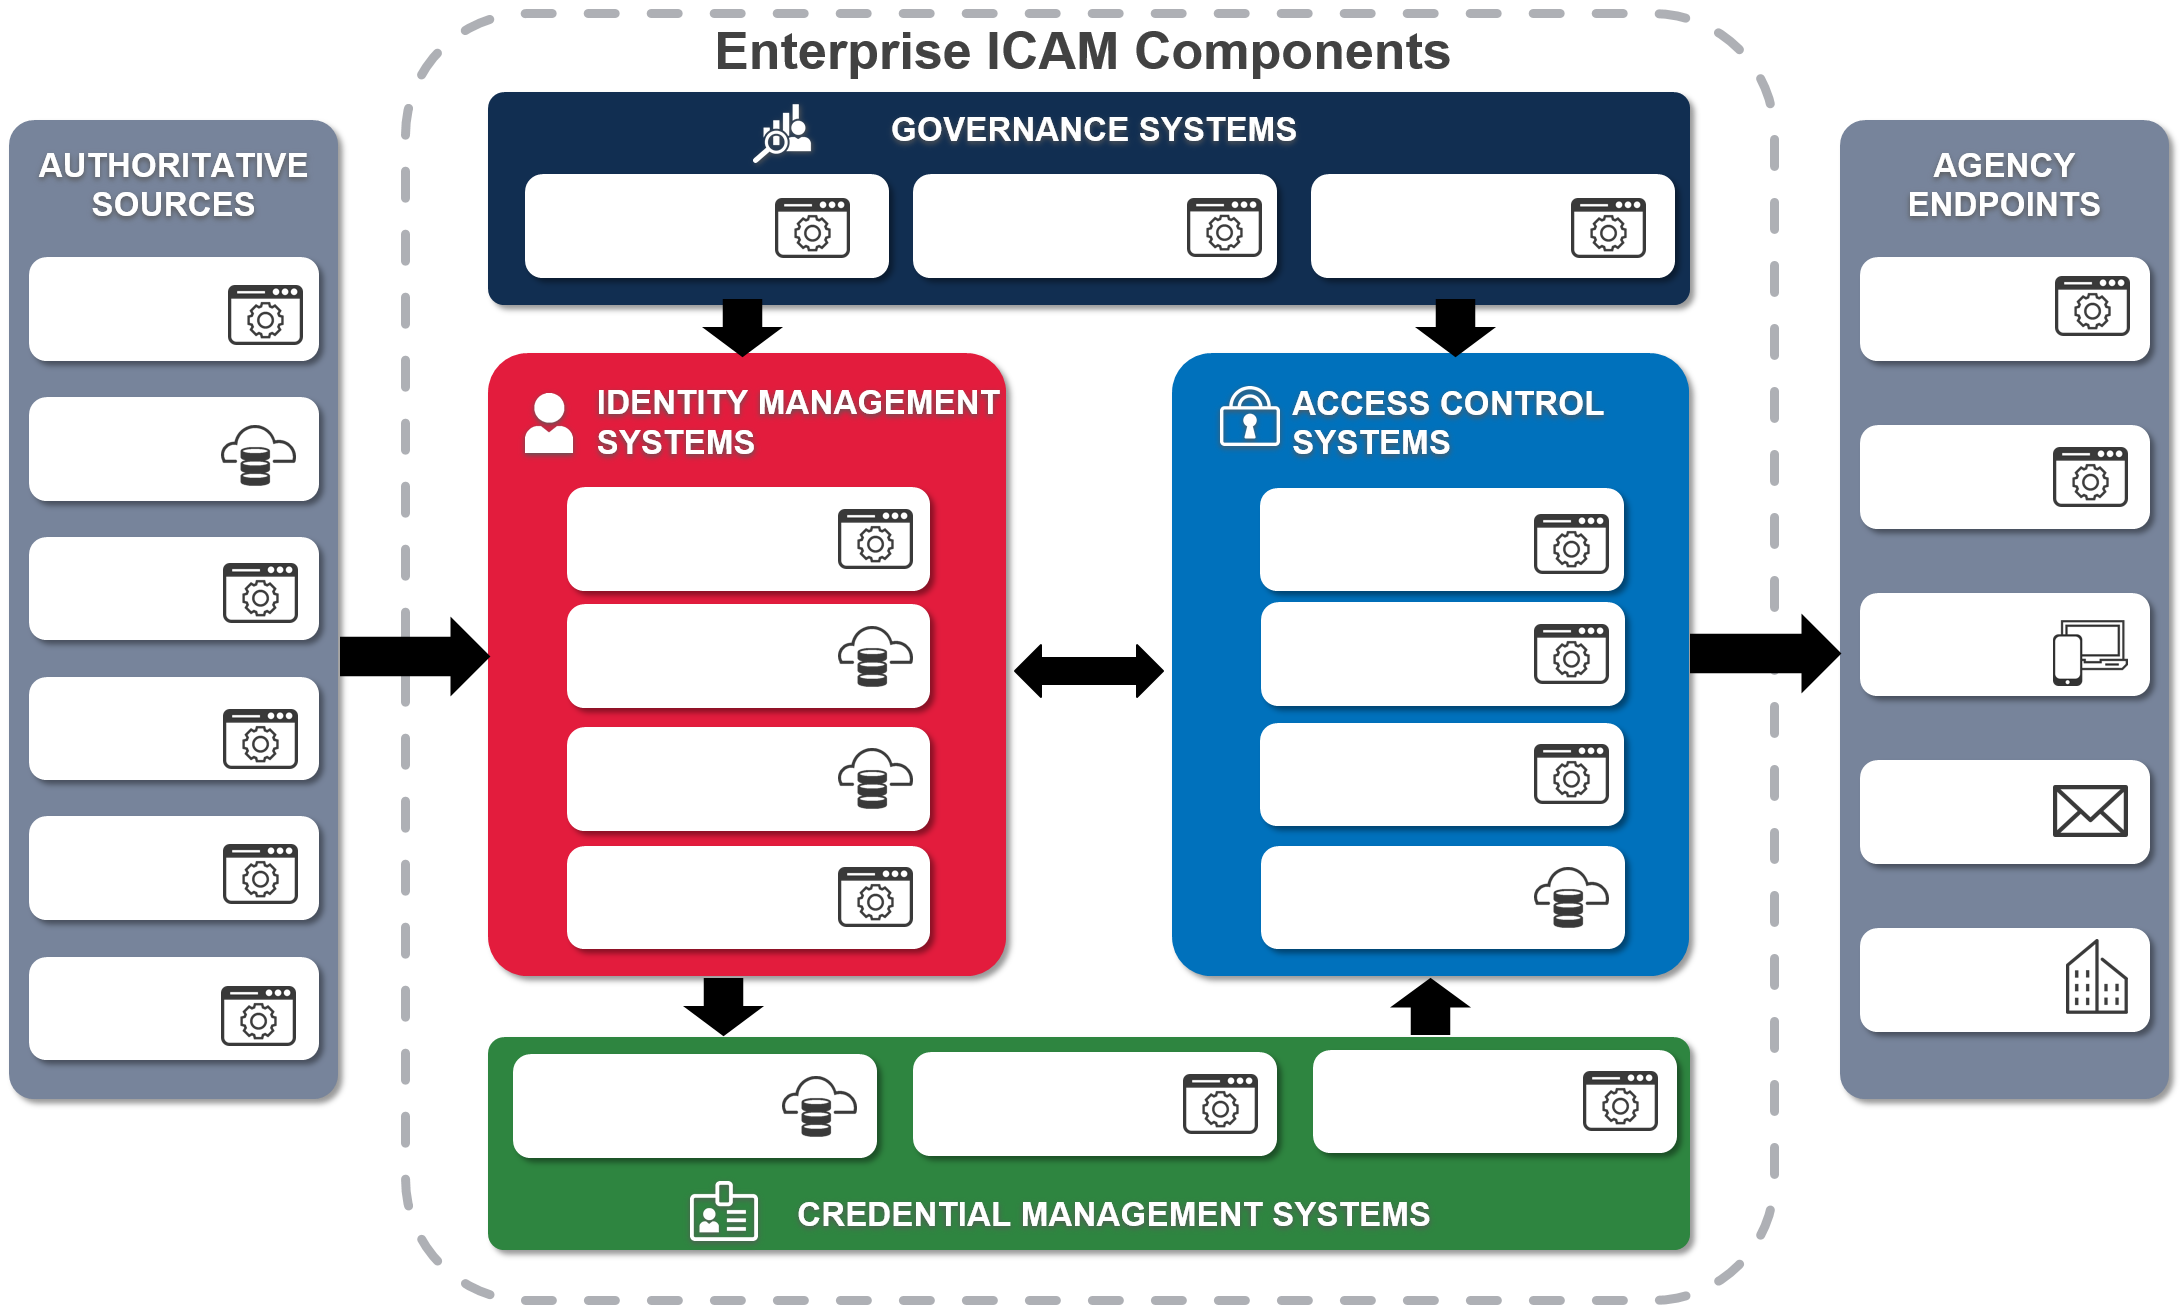 Enterprise ICAM Components
GOVERNANCE SYSTEMS
AUTHORITATIVE
SOURCES
AGENCY
ENDPOINTS
IDENTITY MANAGEMENT
SYSTEMS
ACCESS CONTROL
SYSTEMS
CREDENTIAL MANAGEMENT SYSTEMS